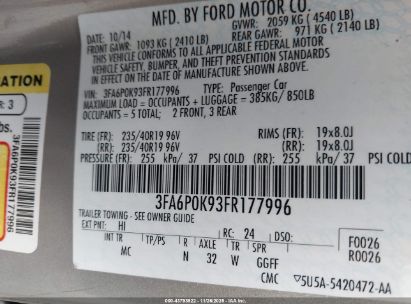 MFD. BY FORD MOTOR CO.
10/14
GVWR: 2059 KG (4540 LB)
FRONT GAWR: 1093 KG (2410 LB)
REAR GAWR: 971 KG (2140 LB)
THIS VEHICLE CONFORMS TO ALL APPLICABLE FEDERAL MOTOR
VEHICLE SAFETY, BUMPER, AND THEFT PREVENTION STANDARDS
IN EFFECT ON THE DATE OF MANUFACTURE SHOWN ABOVE.
VIN: 3FA6P0K93FR177996
TYPE: Passenger Car
MAXIMUM LOAD = OCCUPANTS + LUGGAGE = 385KG/850LB
OCCUPANTS = 5 TOTAL: 2 FRONT, 3 REAR
TIRE (FR) : 235/40R19 96V RIMS (FR) : 19x8.0J
(RR) : 235/40R19 96V (RR) : 19x8.0J
PRESSURE (FR): 255 kPa/ 37 PSI COLD (RR) : 255 kPa/ 37 PSI COLD
3FA6P0K93FR177996
TRAILER TOWING - SEE OWNER GUIDE
EXT PNT: HI RC: 24 DSO: F0026
R0026
INT TR TP/PS R AXLE TR SPR
MC N 32 W GGFF
CMC 5U5A-5420472-AA
RMATION
R: 3
lbs.
3FA6P0K93FR177996